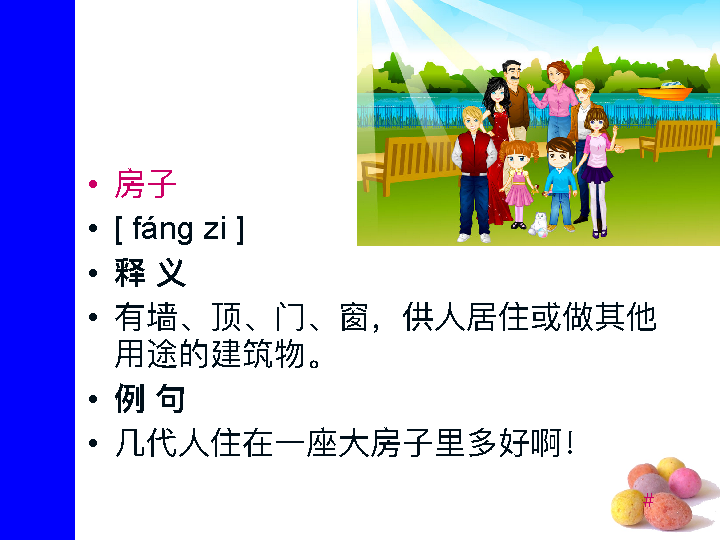 • 房子
• [ fáng zi ]
• 释 义
• 有墙、顶、门、窗，供人居住或做其他
用途的建筑物。
• 例 句
• 几代人住在一座大房子里多好啊！
#